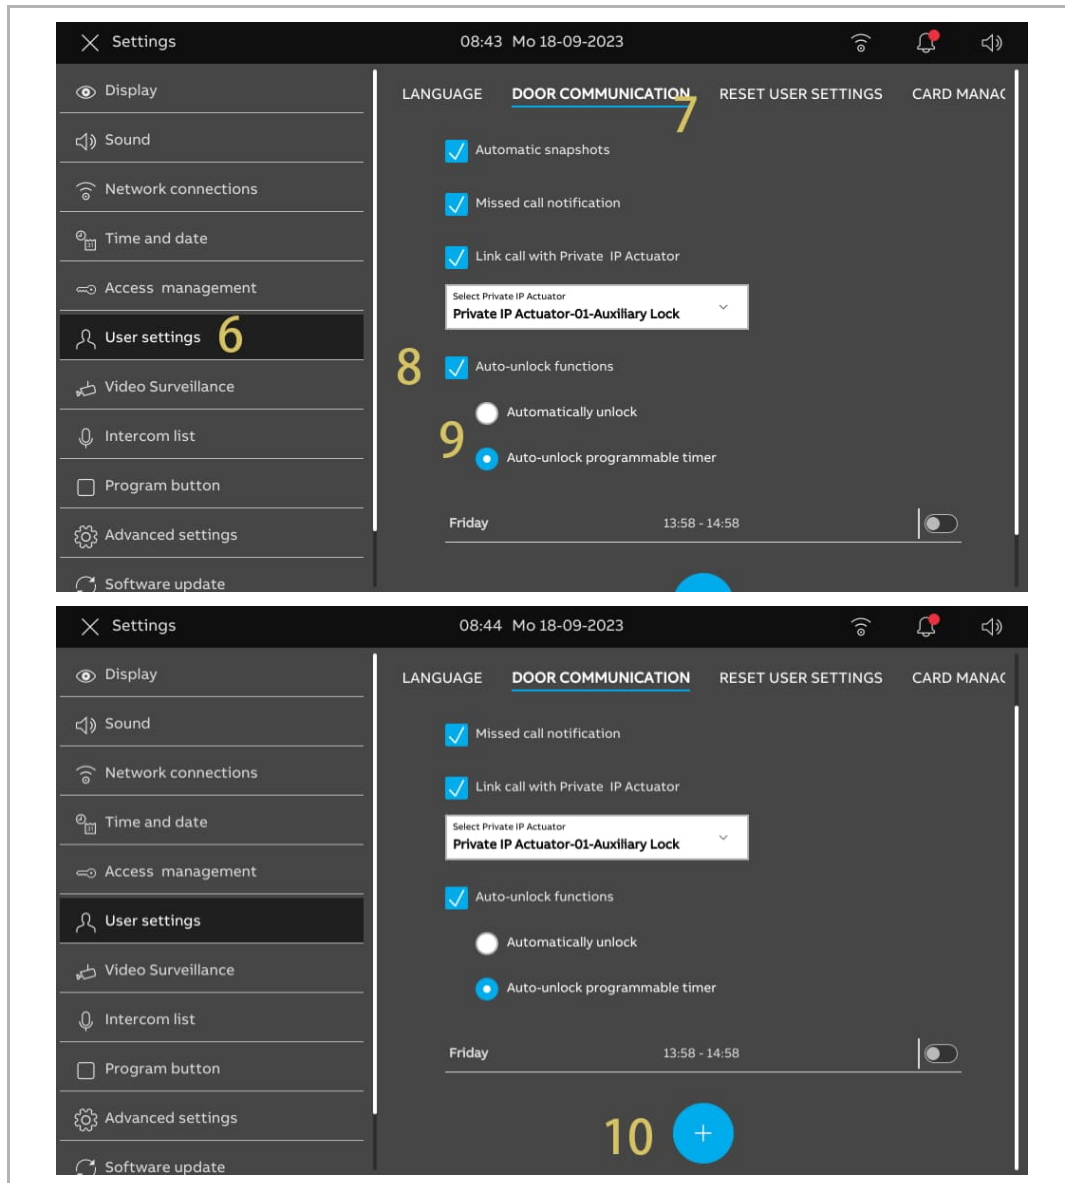 Settings 08:43 Mo 18-09-2023
Display
Sound
Network connections
Time and date
Access management
User settings 6
Video Surveillance
Intercom list
Program button
Advanced settings
Software update
LANGUAGE DOOR COMMUNICATION RESET USER SETTINGS CARD MANAC
7
Automatic snapshots
Missed call notification
Link call with Private IP Actuator
Select Private IP Actuator
Private IP Actuator-01-Auxiliary Lock
8 Auto-unlock functions
Automatically unlock
9
Auto-unlock programmable timer
Friday 13:58 - 14:58
Settings 08:44 Mo 18-09-2023
Display
Sound
Network connections
Time and date
Access management
User settings
Video Surveillance
Intercom list
Program button
Advanced settings
Software update
LANGUAGE DOOR COMMUNICATION RESET USER SETTINGS CARD MANAC
Missed call notification
Link call with Private IP Actuator
Select Private IP Actuator
Private IP Actuator-01-Auxiliary Lock
Auto-unlock functions
Automatically unlock
Auto-unlock programmable timer
Friday 13:58 - 14:58
10 +